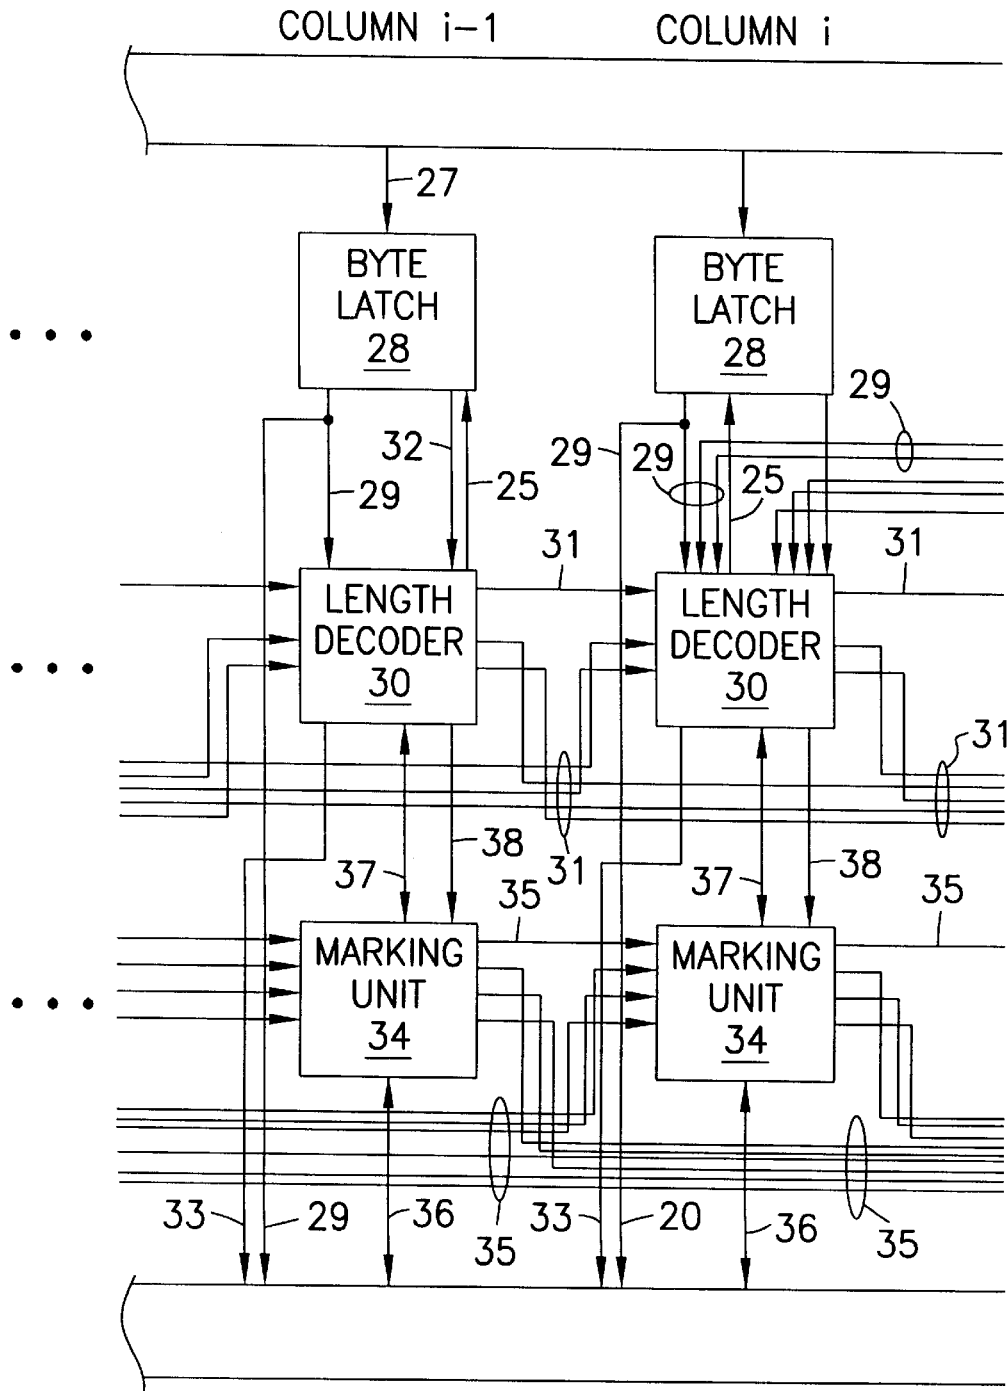 COLUMN i-1
COLUMN i
27
BYTE
LATCH
28
BYTE
LATCH
28
29
32
29
29
25
29
25
31
31
LENGTH
DECODER
30
LENGTH
DECODER
30
31
31
37
38
37
38
35
35
MARKING
UNIT
34
MARKING
UNIT
34
33
29
36
35
33
20
36
35